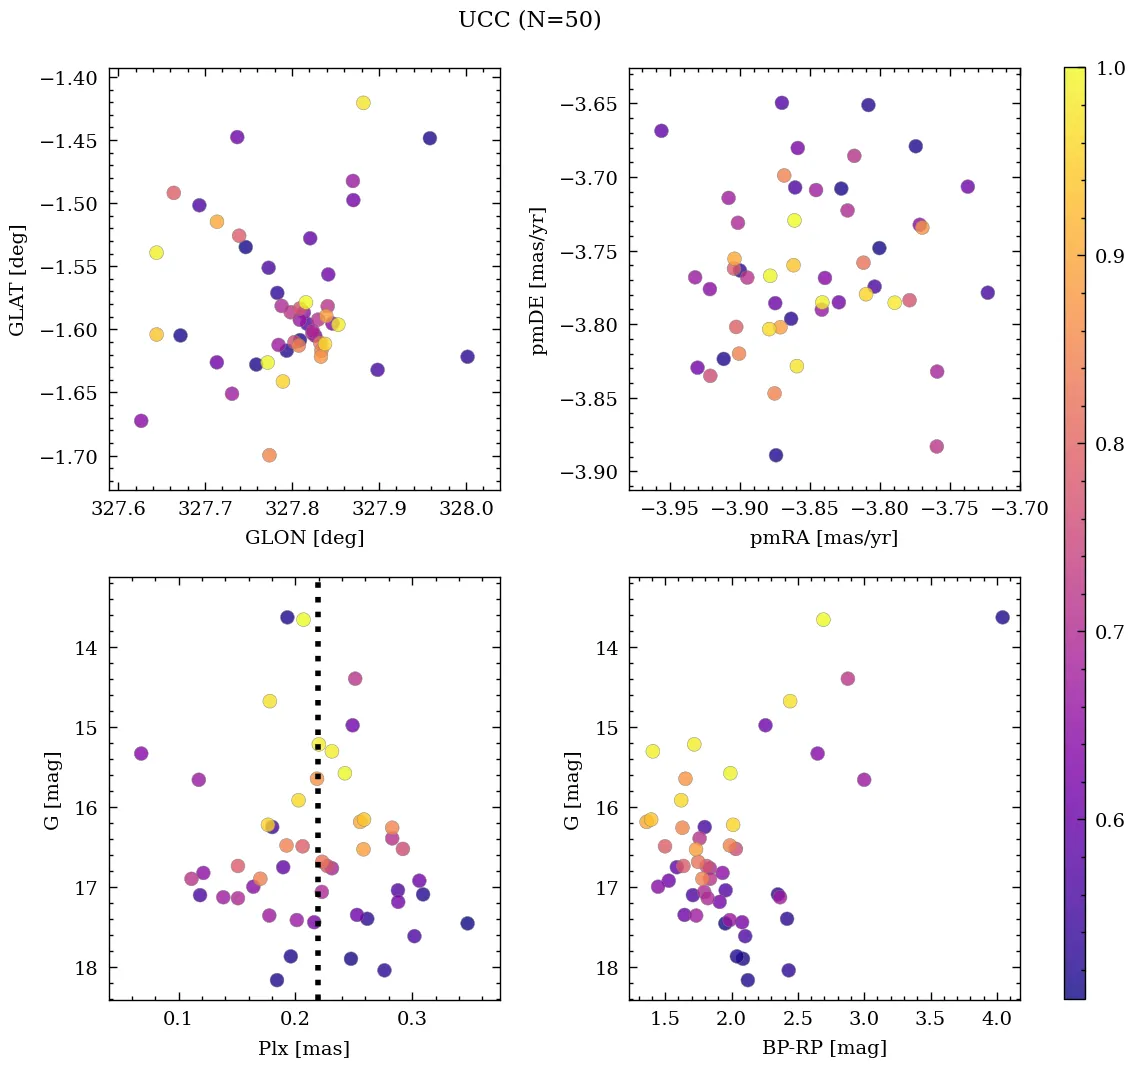 UCC (N=50)
−1.40
−1.45
−1.50
−1.55
−1.60
−1.65
−1.70
GLAT [deg]
327.6 327.7 327.8 327.9 328.0
GLON [deg]
−3.65
−3.70
−3.75
−3.80
−3.85
−3.90
pmDE [mas/yr]
−3.95 −3.90 −3.85 −3.80 −3.75 −3.70
pmRA [mas/yr]
14
15
16
17
18
G [mag]
0.1 0.2 0.3
Plx [mas]
14
15
16
17
18
G [mag]
1.5 2.0 2.5 3.0 3.5 4.0
BP-RP [mag]
1.0
0.9
0.8
0.7
0.6